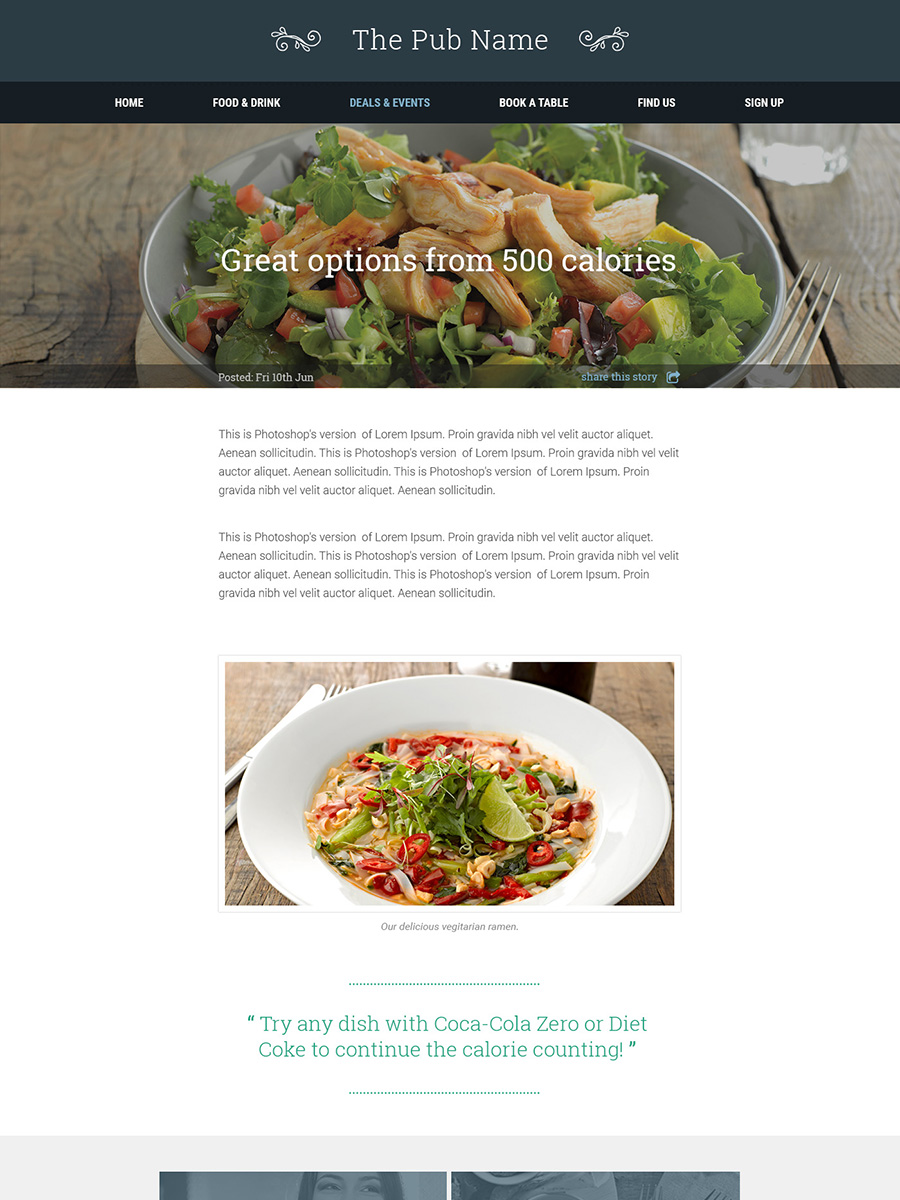 The Pub Name
HOME FOOD & DRINK DEALS & EVENTS BOOK A TABLE FIND US SIGN UP
Great options from 500 calories
Posted: Fri 10th Jun share this story
This is Photoshop's version  of Lorem Ipsum. Proin gravida nibh vel velit auctor aliquet.
Aenean sollicitudin. This is Photoshop's version  of Lorem Ipsum. Proin gravida nibh vel velit
auctor aliquet. Aenean sollicitudin. This is Photoshop's version  of Lorem Ipsum. Proin
gravida nibh vel velit auctor aliquet. Aenean sollicitudin.
This is Photoshop's version  of Lorem Ipsum. Proin gravida nibh vel velit auctor aliquet.
Aenean sollicitudin. This is Photoshop's version  of Lorem Ipsum. Proin gravida nibh vel velit
auctor aliquet. Aenean sollicitudin. This is Photoshop's version  of Lorem Ipsum. Proin
gravida nibh vel velit auctor aliquet. Aenean sollicitudin.
Our delicious vegitarian ramen.
“ Try any dish with Coca-Cola Zero or Diet
Coke to continue the calorie counting! ”